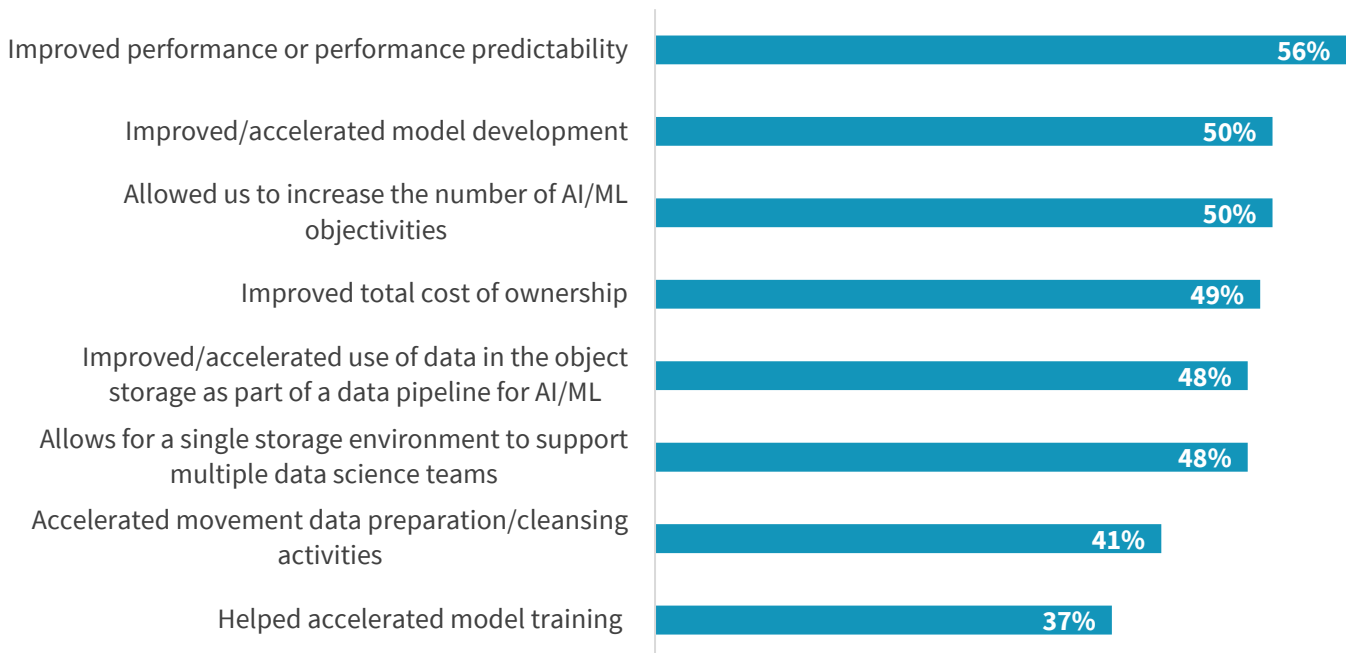 Improved performance or performance predictability
56%
Improved/accelerated model development
50%
Allowed us to increase the number of AI/ML
objectivities
50%
Improved total cost of ownership
49%
Improved/accelerated use of data in the object
storage as part of a data pipeline for AI/ML
48%
Allows for a single storage environment to support
multiple data science teams
48%
Accelerated movement data preparation/cleansing
activities
41%
Helped accelerated model training
37%